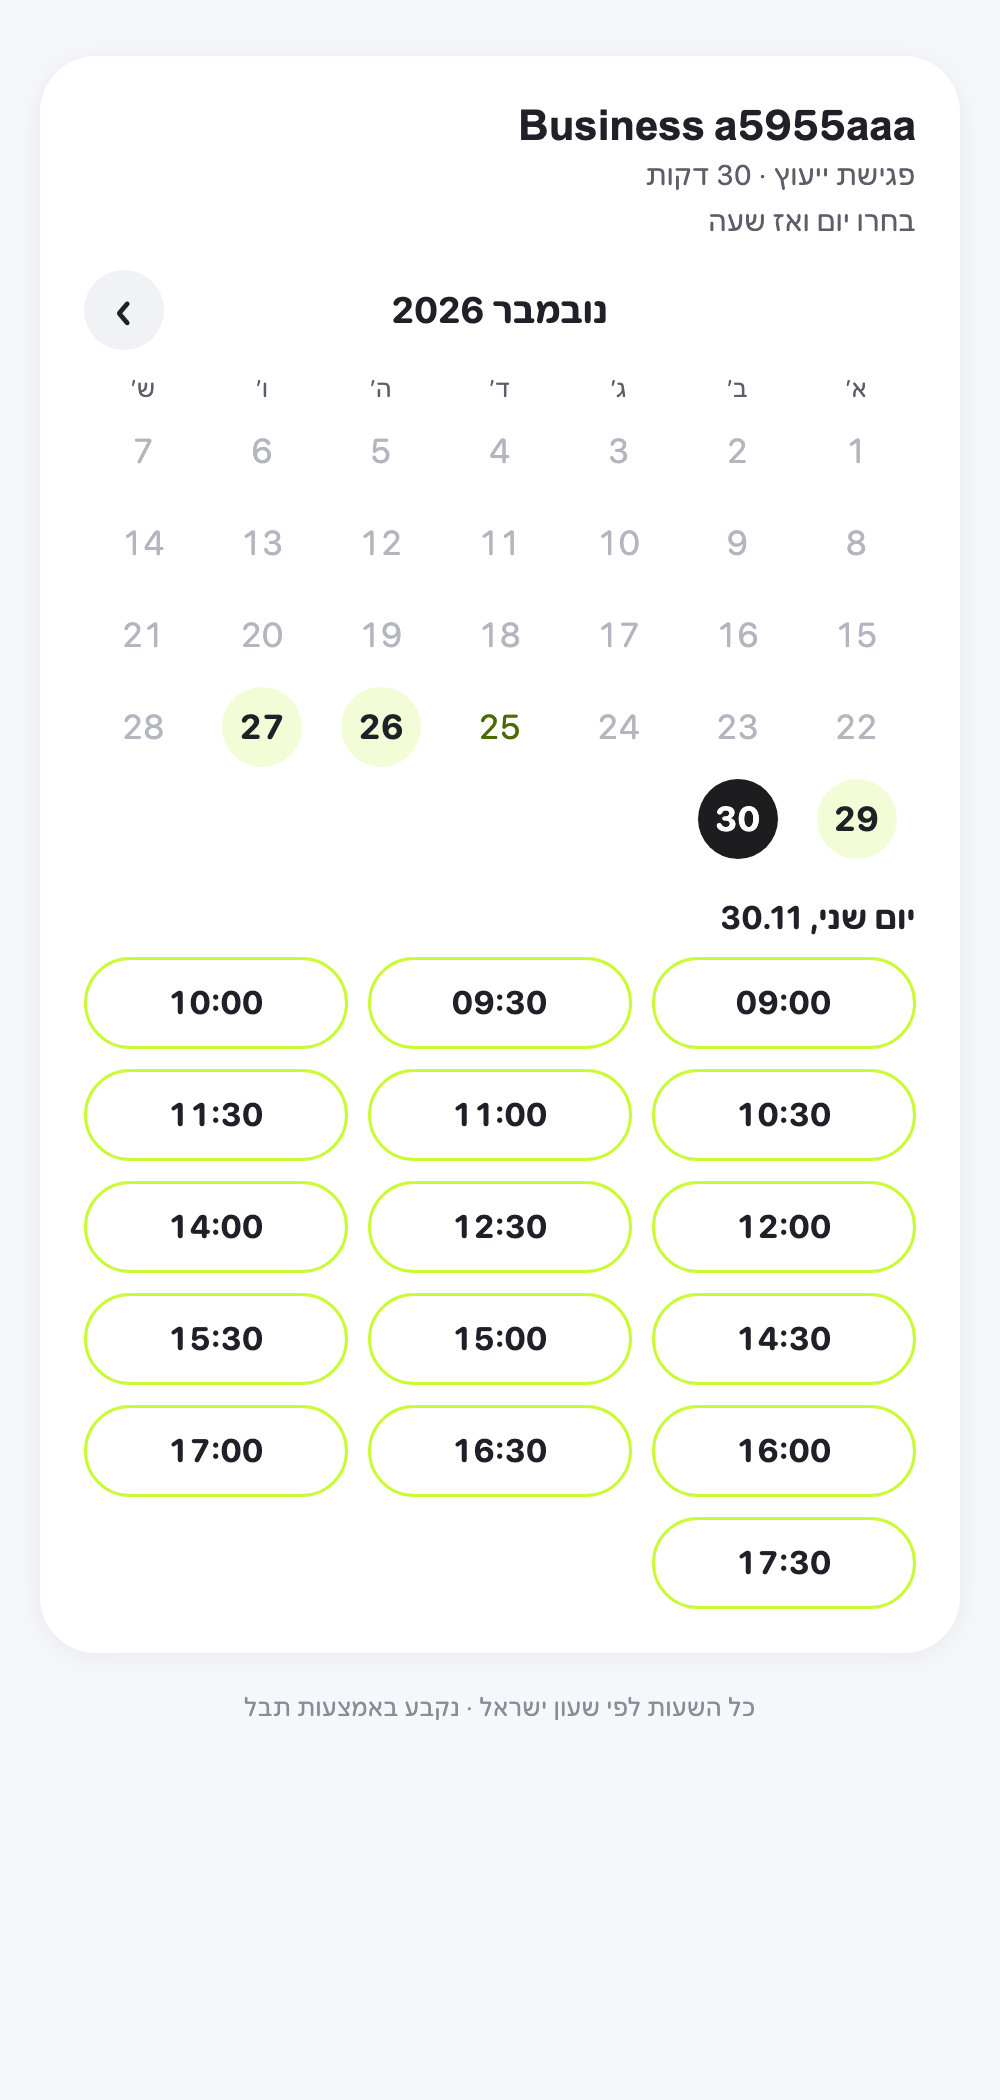 Business a5955aaa
פגישת ייעוץ · 30 דקות
בחרו יום ואז שעה
נובמבר 2026 ‹
א׳ ב׳ ג׳ ד׳ ה׳ ו׳ ש׳
1 2 3 4 5 6 7
8 9 10 11 12 13 14
15 16 17 18 19 20 21
22 23 24 25 26 27 28
29 30
יום שני, 30.11
09:00 09:30 10:00
10:30 11:00 11:30
12:00 12:30 14:00
14:30 15:00 15:30
16:00 16:30 17:00
17:30
כל השעות לפי שעון ישראל · נקבע באמצעות תבל